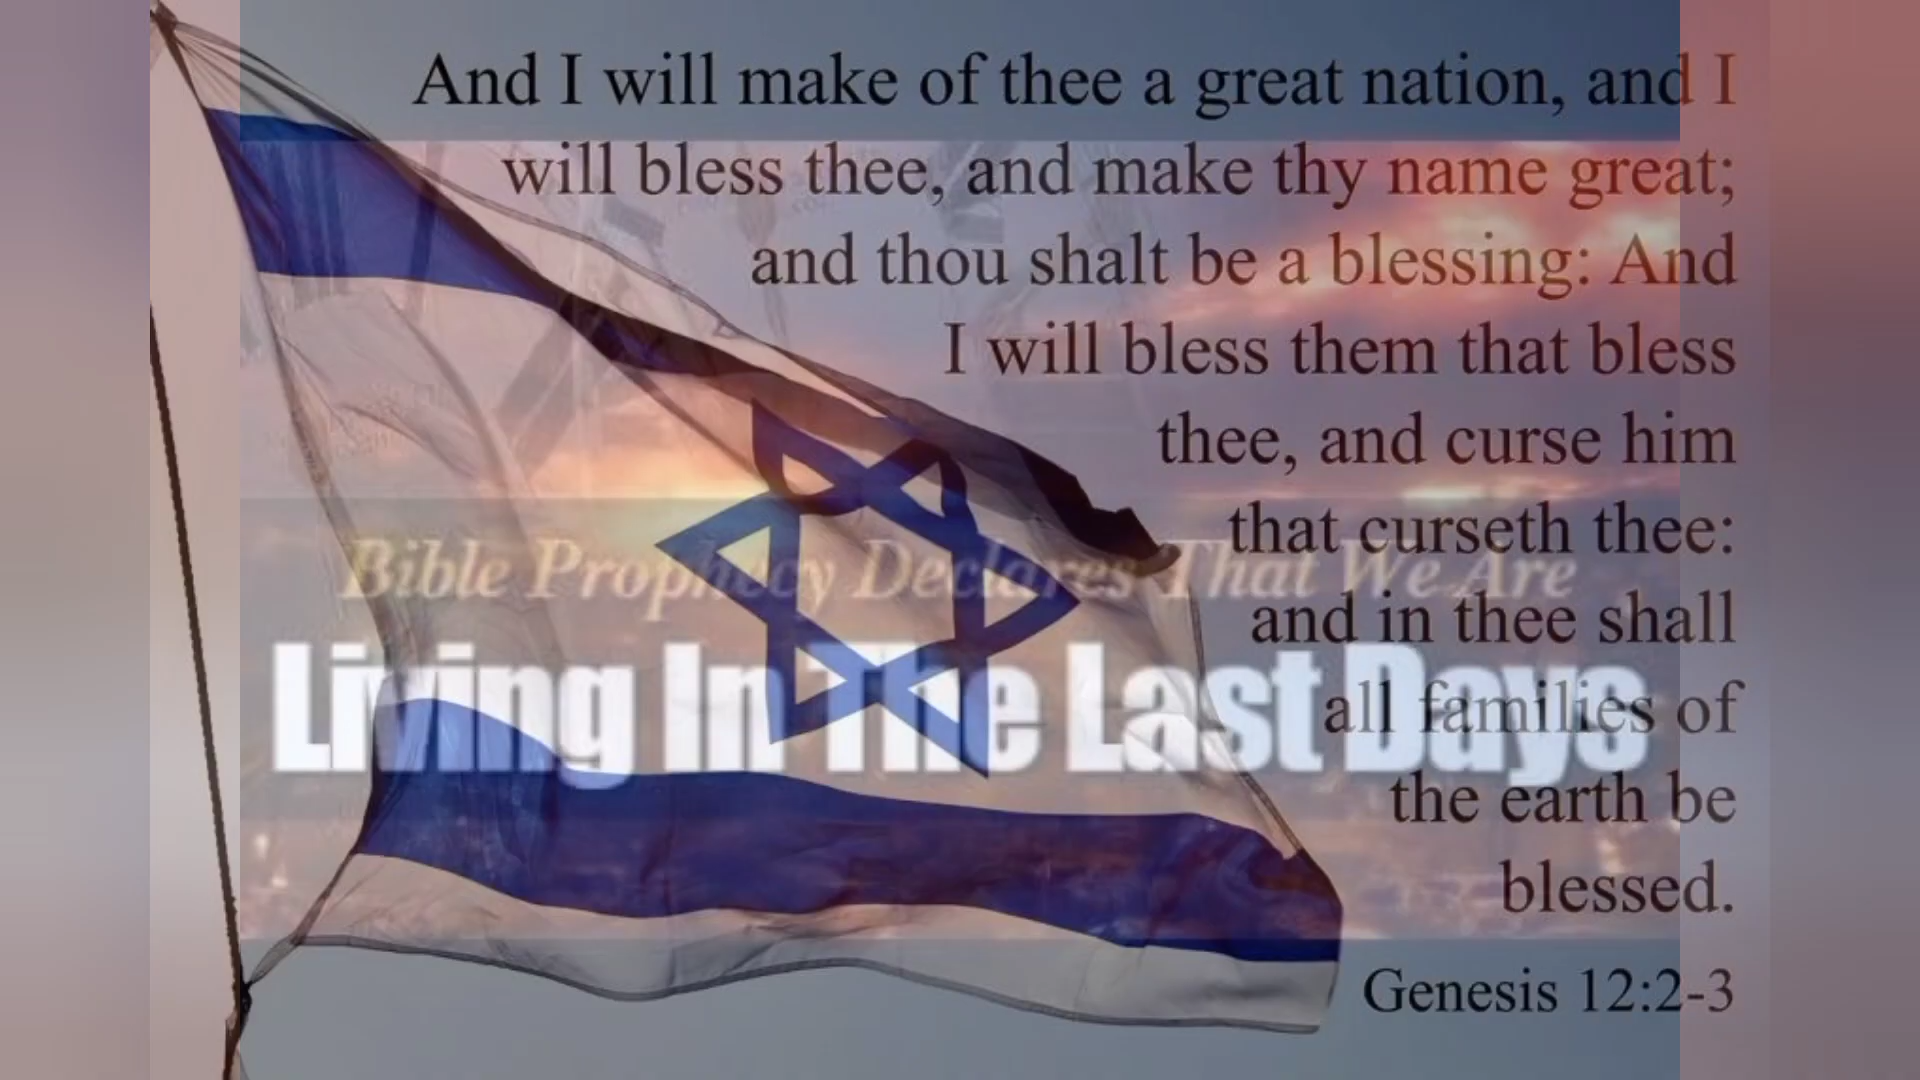 And I will make of thee a great nation, and I
will bless thee, and make thy name great;
and thou shalt be a blessing: And
I will bless them that bless
thee, and curse him
that curseth thee:
and in thee shall
all families of
the earth be
blessed.
Genesis 12:2-3
Bible Prophecy Declares That We Are
Living In The Last Days